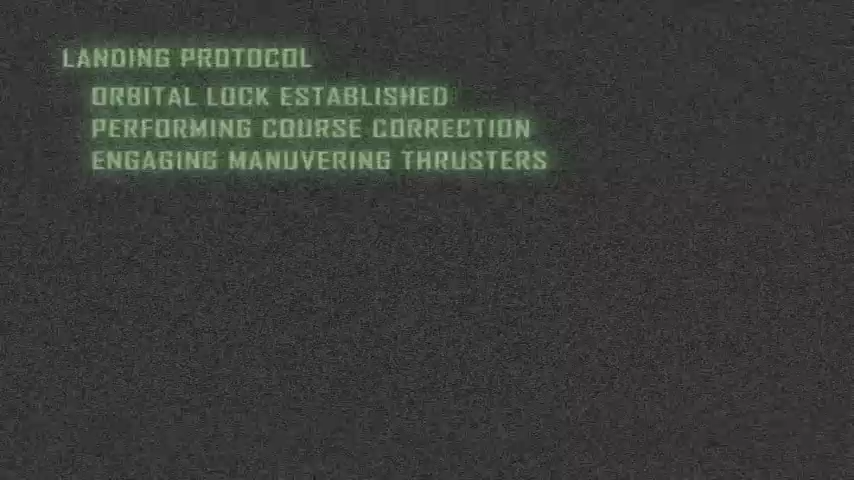 LANDING PROTOCOL
ORBITAL LOCK ESTABLISHED
PERFORMING COURSE CORRECTION
ENGAGING MANUVERING THRUSTERS